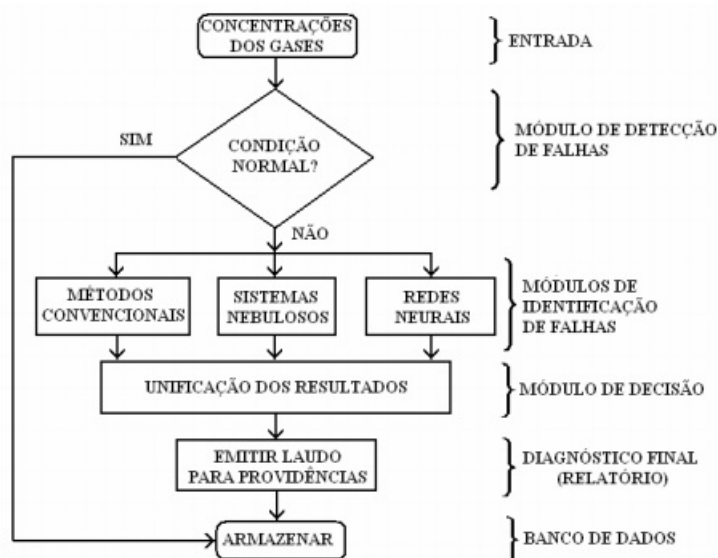 CONCENTRAÇÕES
DOS GASES
ENTRADA
SIM
CONDIÇÃO
NORMAL?
MÓDULO DE DETECÇÃO
DE FALHAS
NÃO
MÉTODOS
CONVENCIONAIS
SISTEMAS
NEBULOSOS
REDES
NEURAIS
MÓDULOS DE
IDENTIFICAÇÃO
DE FALHAS
UNIFICAÇÃO DOS RESULTADOS
MÓDULO DE DECISÃO
EMITIR LAUDO
PARA PROVIDÊNCIAS
DIAGNÓSTICO FINAL
(RELATÓRIO)
ARMAZENAR
BANCO DE DADOS